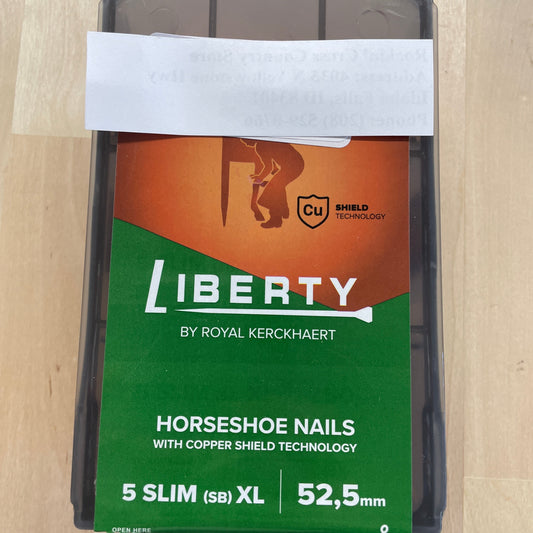 Cu
SHIELD
TECHNOLOGY
LIBERTY
BY ROYAL KERCKHAERT
HORSESHOE NAILS
WITH COPPER SHIELD TECHNOLOGY
5 SLIM (SB) XL | 52,5mm
OPEN HERE